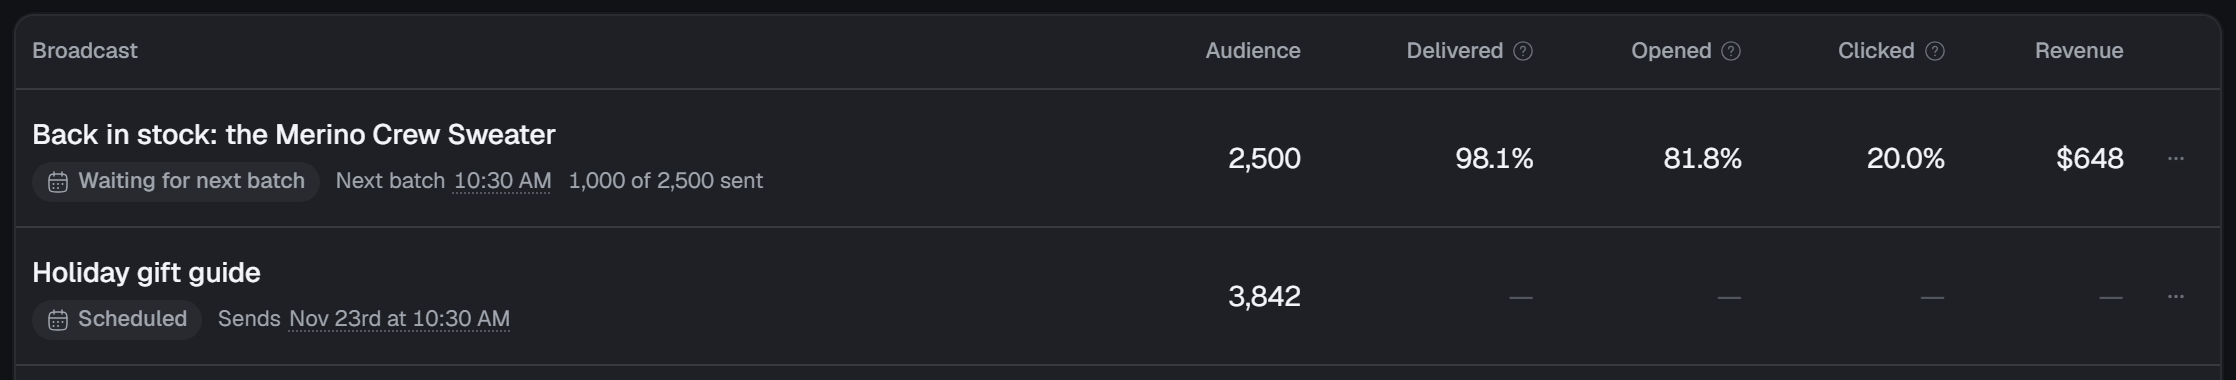 Broadcast Audience Delivered Opened Clicked Revenue
Back in stock: the Merino Crew Sweater
Waiting for next batch Next batch 10:30 AM 1,000 of 2,500 sent
2,500 98.1% 81.8% 20.0% $648
Holiday gift guide
Scheduled Sends Nov 23rd at 10:30 AM
3,842 — — — —